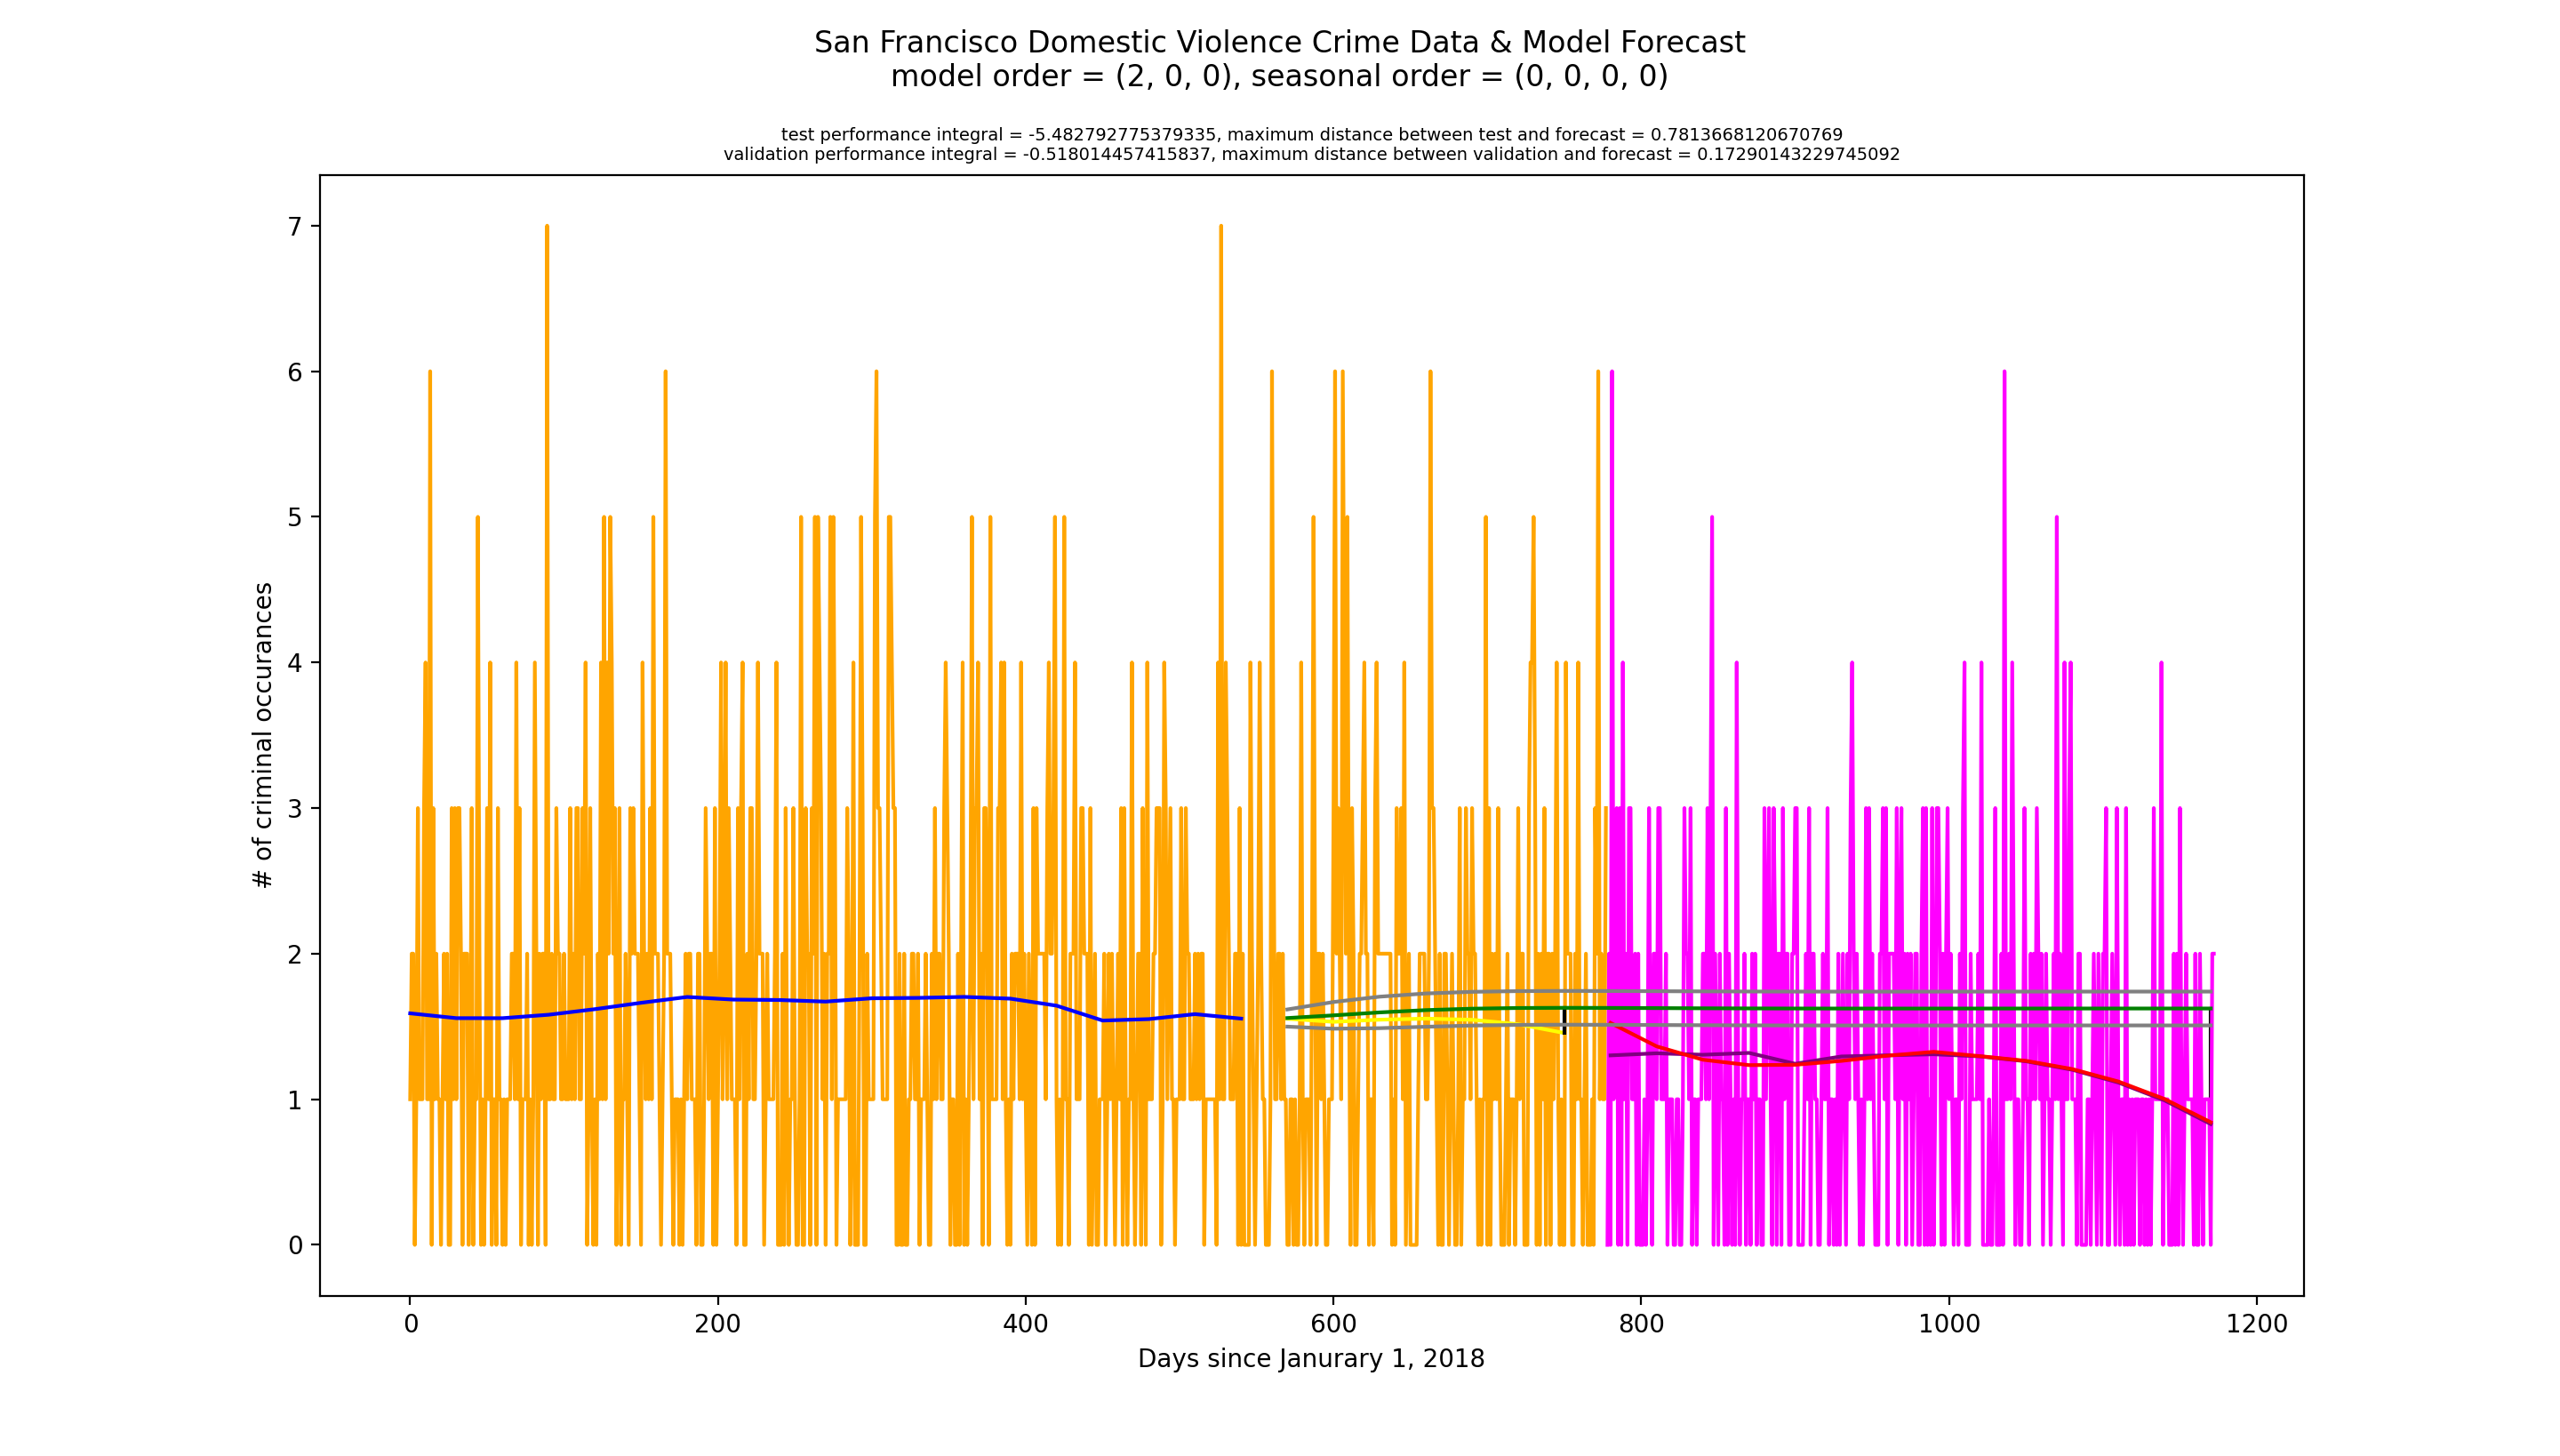 San Francisco Domestic Violence Crime Data & Model Forecast
model order = (2, 0, 0), seasonal order = (0, 0, 0, 0)
test performance integral = -5.482792775379335, maximum distance between test and forecast = 0.7813668120670769
validation performance integral = -0.518014457415837, maximum distance between validation and forecast = 0.17290143229745092
7
6
5
4
3
2
1
0
# of criminal occurances
0 200 400 600 800 1000 1200
Days since Janurary 1, 2018